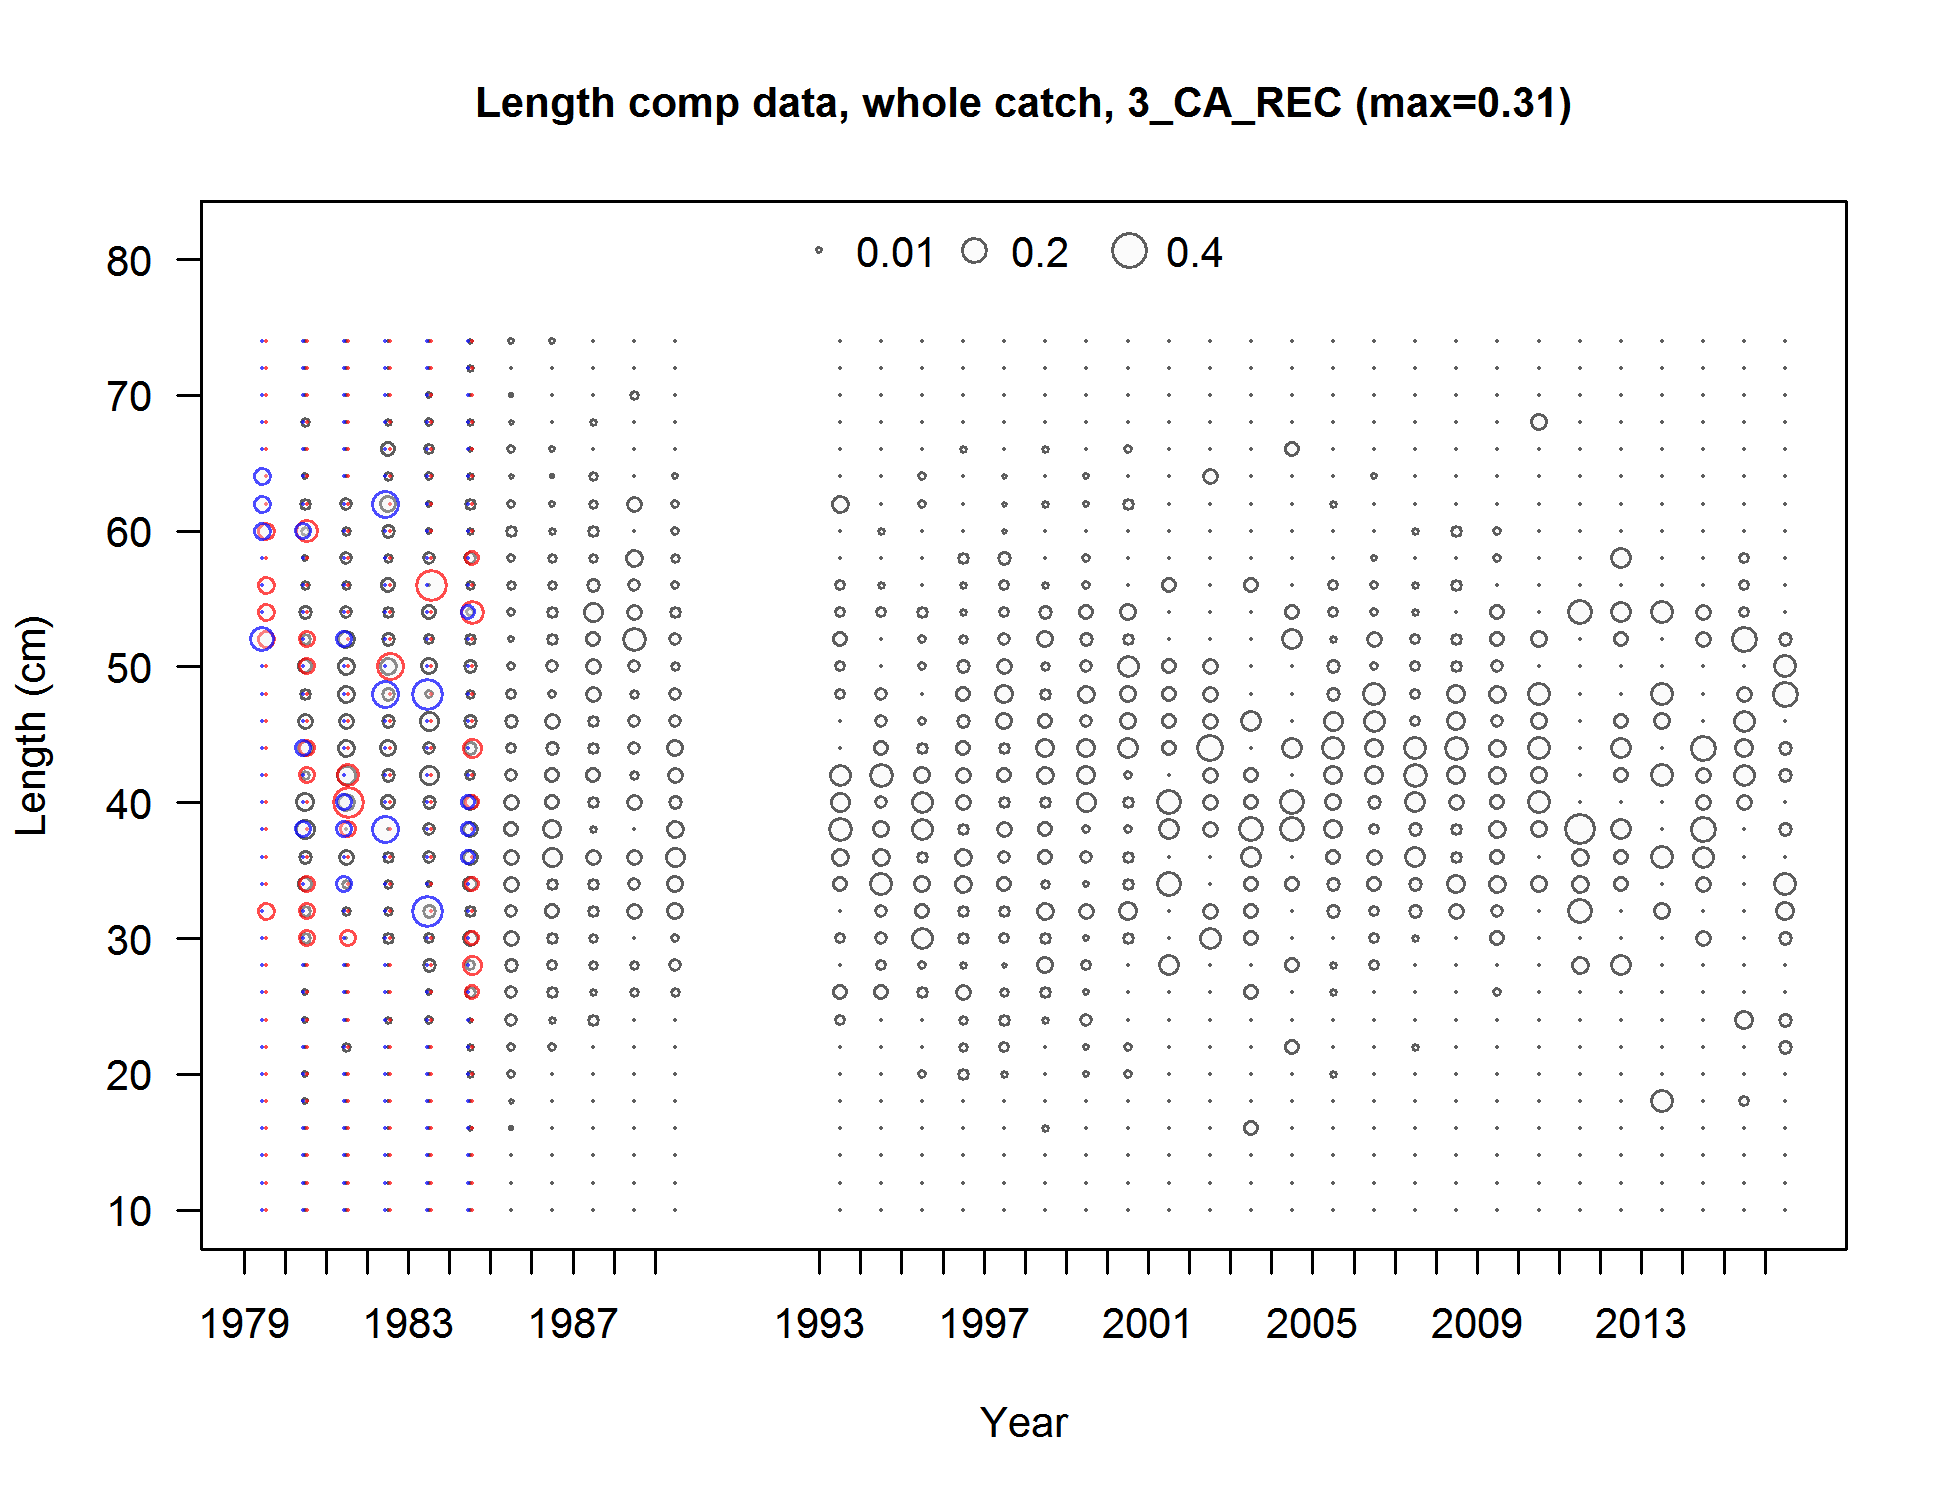 Length comp data, whole catch, 3_CA_REC (max=0.31)
0.01 0.2 0.4
80
70
60
50
40
30
20
10
Length (cm)
1979 1983 1987 1993 1997 2001 2005 2009 2013
Year